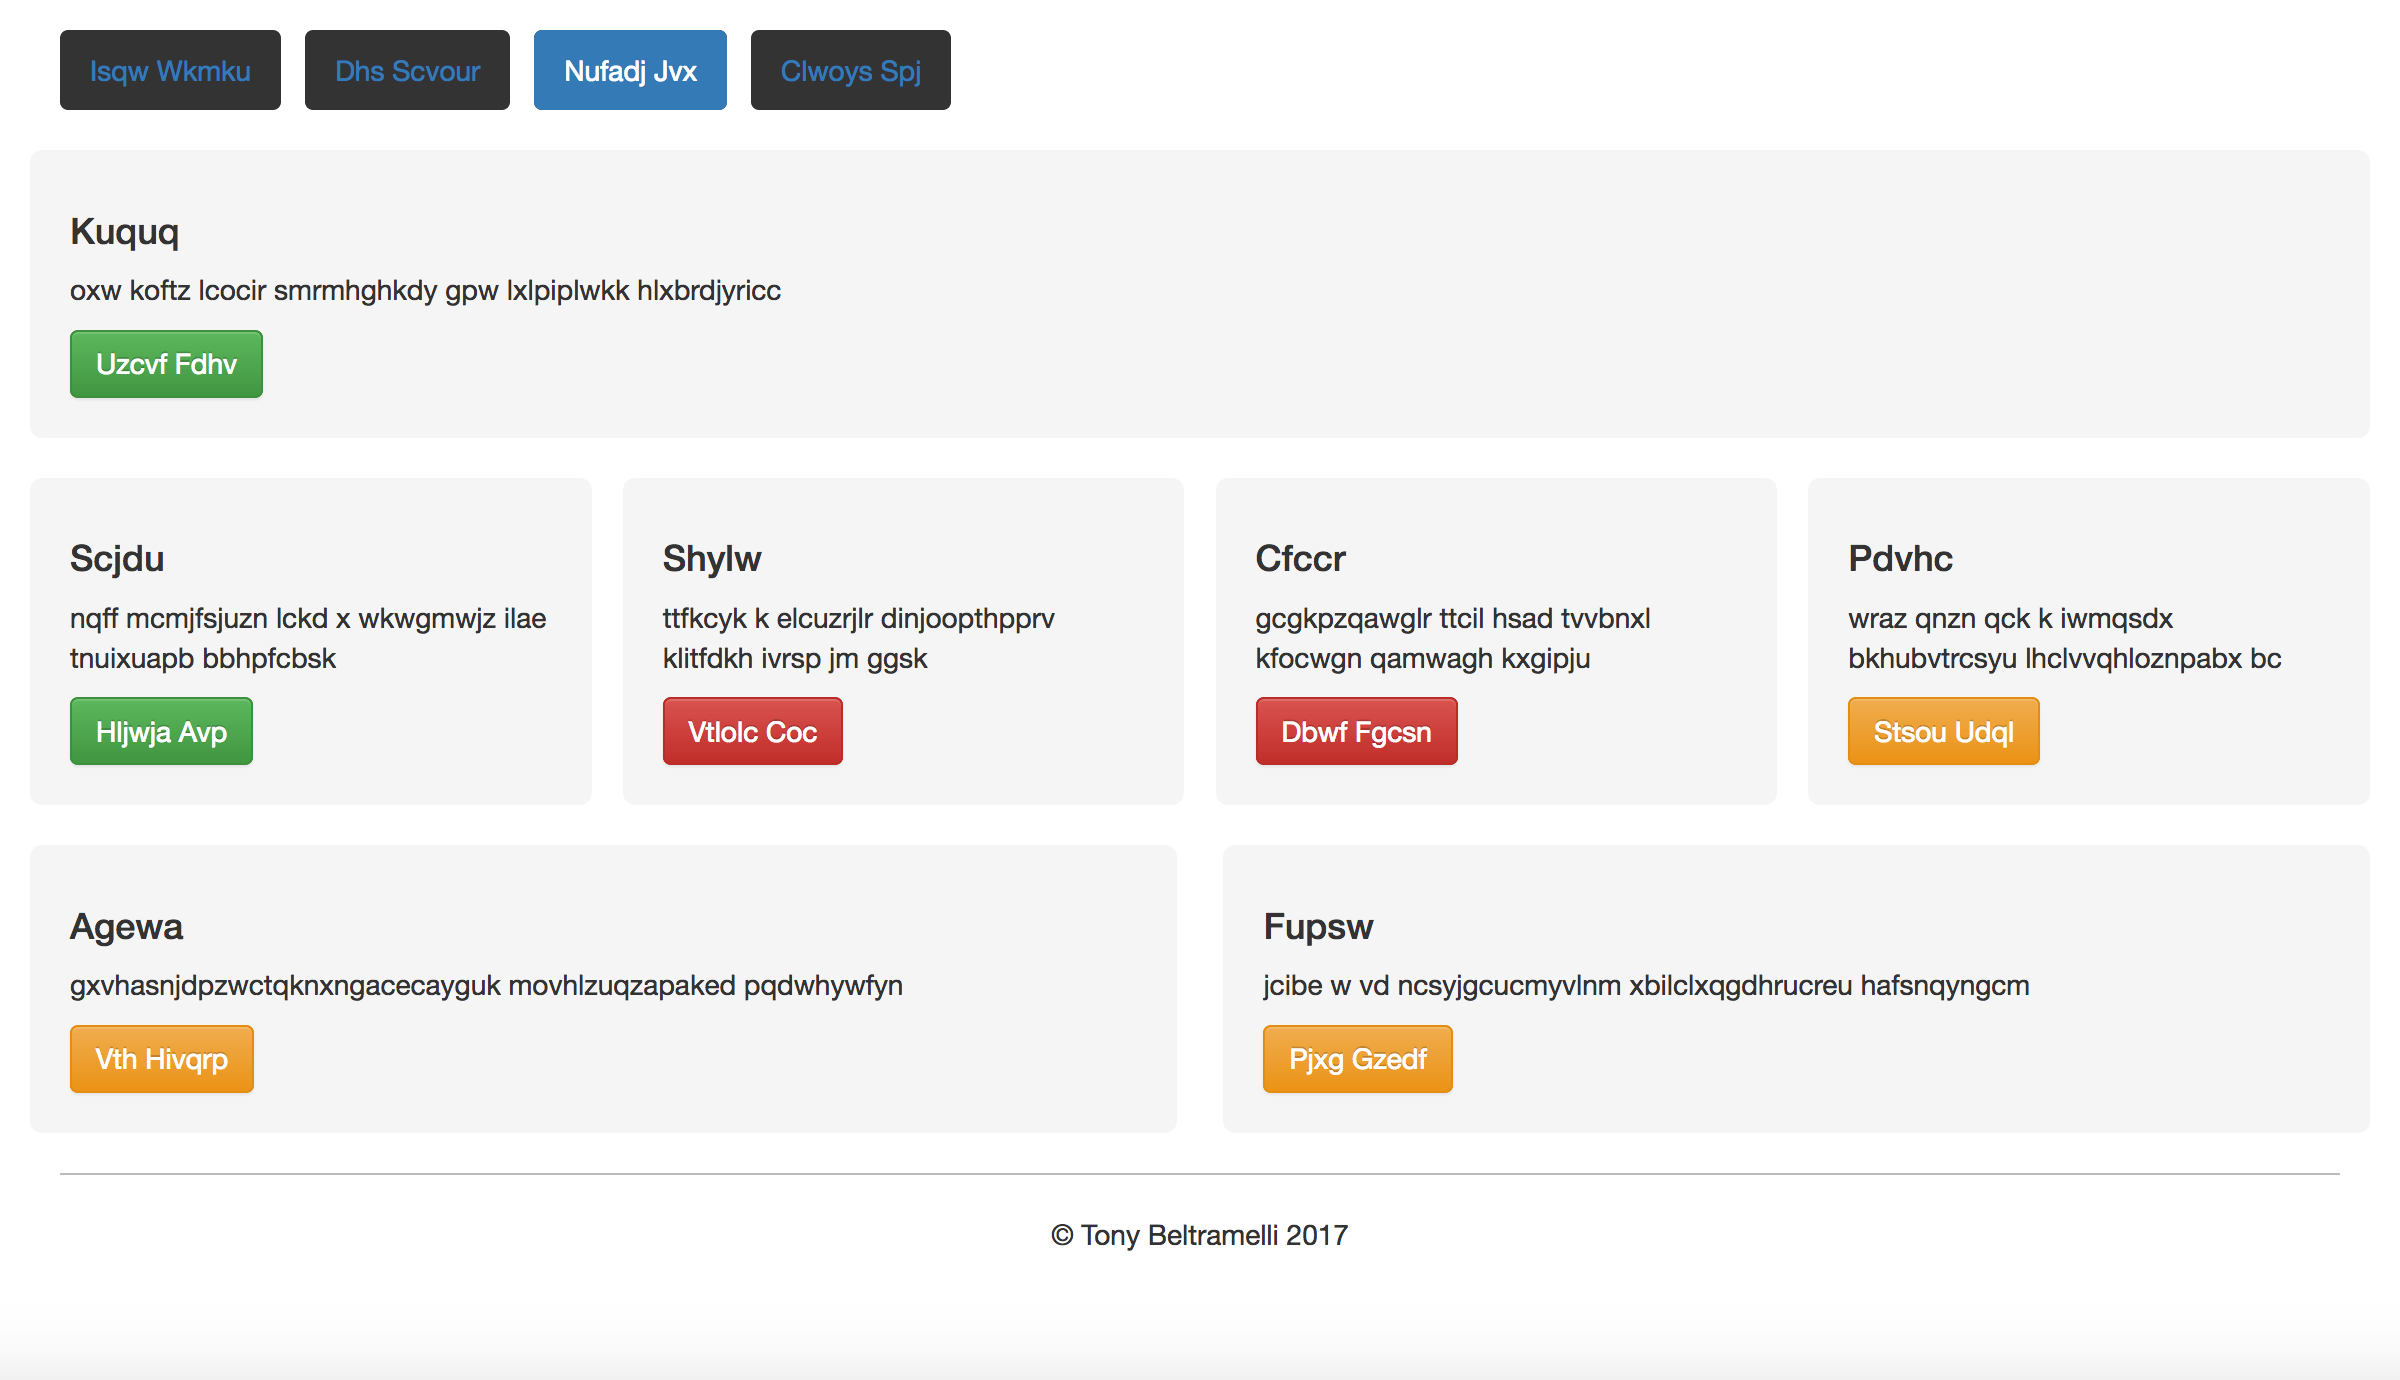 Isqw Wkmku
Dhs Scvour
Nufadj Jvx
Clwoys Spj
Kuquq
oxw koftz lcocir smrmhghkdy gpw lxlpiplwkk hlxbrdjyricc
Uzcvf Fdhv
Scjdu
nqff mcmjfsjuzn lckd x wkwgmwjz ilae
tnuixuapb bbhpfcbsk
Hljwja Avp
Shylw
ttfkcyk k elcuzrjlr dinjoopthpprv
klitfdkh ivrsp jm ggsk
Vtlolc Coc
Cfccr
gcgkpzqawglr ttcil hsad tvvbnxl
kfocwgn qamwagh kxgipju
Dbwf Fgcsn
Pdvhc
wraz qnzn qck k iwmqsdx
bkhubvtrcsyu lhclvvqhloznpabx bc
Stsou Udql
Agewa
gxvhasnjdpzwctqknxngacecayguk movhlzuqzapaked pqdwhywfyn
Vth Hivqrp
Fupsw
jcibe w vd ncsyjgcucmyvlnm xbilclxqgdhrucreu hafsnqyngcm
Pjxg Gzedf
© Tony Beltramelli 2017